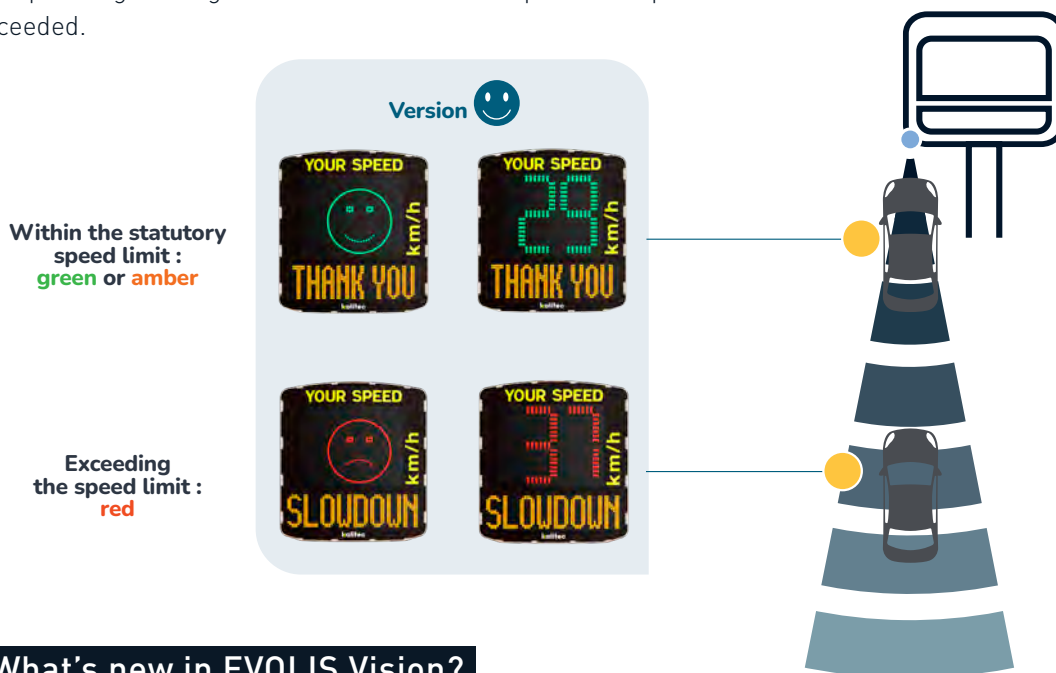 ceeded.
Version
YOUR SPEED
km/h
THANK YOU
kalitec
YOUR SPEED
29
km/h
THANK YOU
kalitec
Within the statutory
speed limit :
green or amber
YOUR SPEED
km/h
SLOWDOWN
kalitec
YOUR SPEED
37
km/h
SLOWDOWN
kalitec
Exceeding
the speed limit :
red
What's new in EVOLIS Vision?